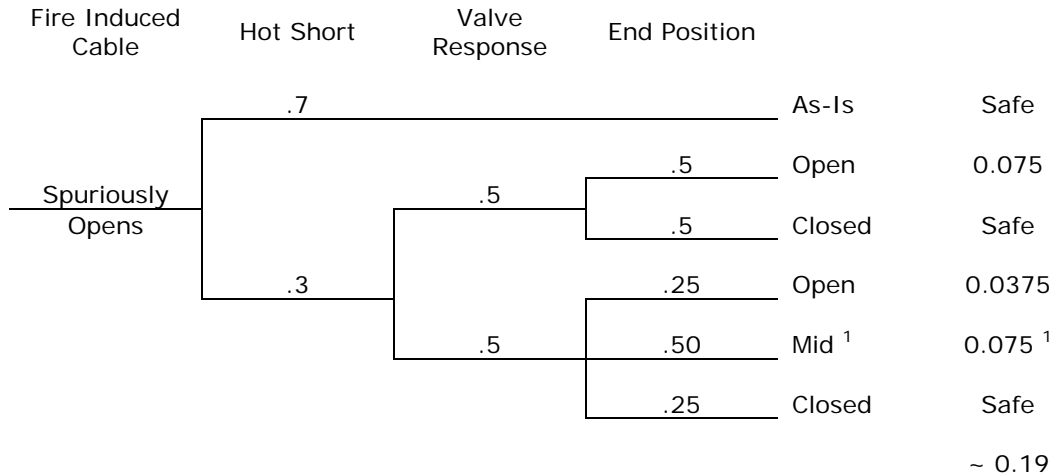 Fire Induced
Cable
Hot Short
Valve
Response
End Position
.7
As-Is
Safe
.5
Open
0.075
Spuriously
Opens
.5
.5
Closed
Safe
.3
.25
Open
0.0375
.5
.50
Mid ¹
0.075 ¹
.25
Closed
Safe
~ 0.19